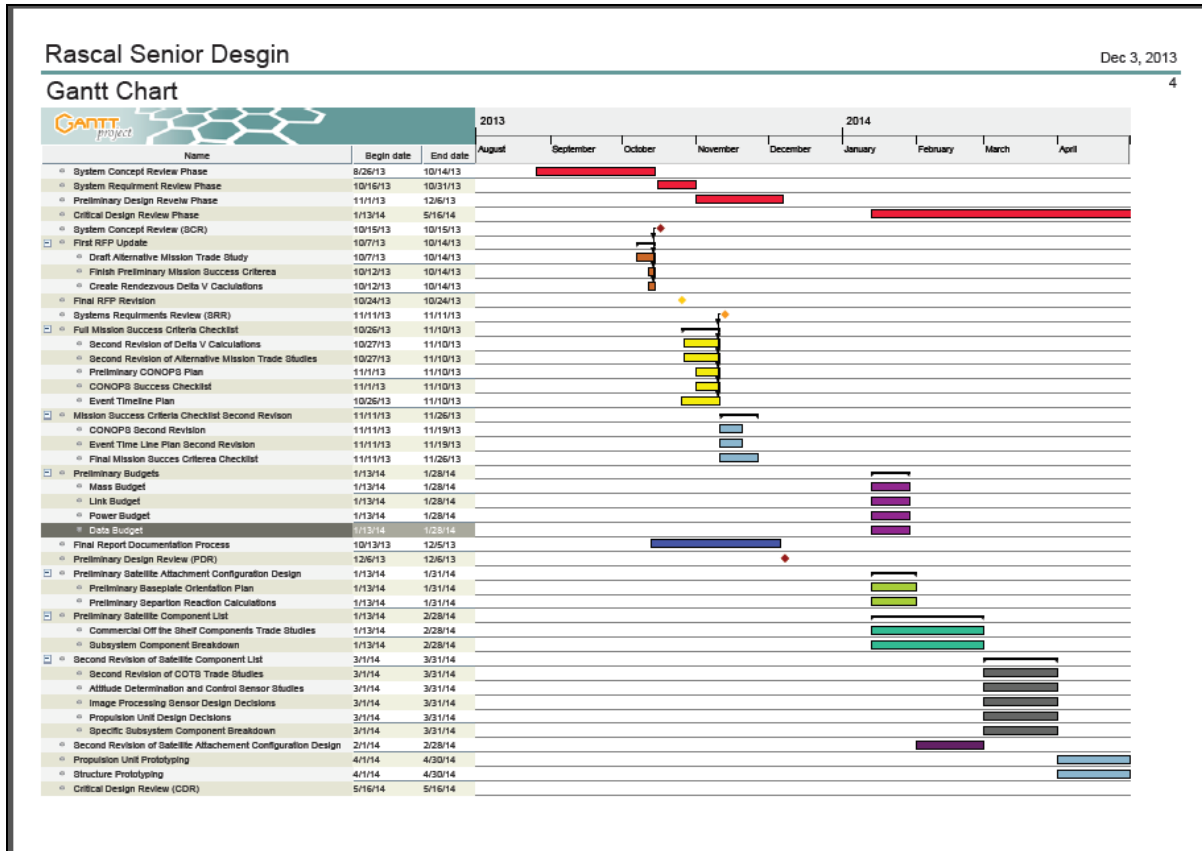 Rascal Senior Desgin
Dec 3, 2013
Gantt Chart
4
GANTT project
2013 2014
Name Begin date End date August September October November December January February March April
System Concept Review Phase 8/26/13 10/14/13
System Requirment Review Phase 10/16/13 10/31/13
Preliminary Design Reveiw Phase 11/1/13 12/6/13
Critical Design Review Phase 1/13/14 5/16/14
System Concept Review (SCR) 10/15/13 10/15/13
First RFP Update 10/7/13 10/14/13
Draft Alternative Mission Trade Study 10/7/13 10/14/13
Finish Preliminary Mission Success Criterea 10/12/13 10/14/13
Create Rendezvous Delta V Caclulations 10/12/13 10/14/13
Final RFP Revision 10/24/13 10/24/13
Systems Requirments Review (SRR) 11/11/13 11/11/13
Full Mission Success Criteria Checklist 10/26/13 11/10/13
Second Revision of Delta V Calculations 10/27/13 11/10/13
Second Revision of Alternative Mission Trade Studies 10/27/13 11/10/13
Preliminary CONOPS Plan 11/1/13 11/10/13
CONOPS Success Checklist 11/1/13 11/10/13
Event Timeline Plan 10/26/13 11/10/13
Mission Success Criteria Checklist Second Revison 11/11/13 11/26/13
CONOPS Second Revision 11/11/13 11/19/13
Event Time Line Plan Second Revision 11/11/13 11/19/13
Final Mission Succes Criterea Checklist 11/11/13 11/26/13
Preliminary Budgets 1/13/14 1/28/14
Mass Budget 1/13/14 1/28/14
Link Budget 1/13/14 1/28/14
Power Budget 1/13/14 1/28/14
Data Budget 1/13/14 1/28/14
Final Report Documentation Process 10/13/13 12/5/13
Preliminary Design Review (PDR) 12/6/13 12/6/13
Preliminary Satellite Attachment Configuration Design 1/13/14 1/31/14
Preliminary Baseplate Orientation Plan 1/13/14 1/31/14
Preliminary Separtion Reaction Calculations 1/13/14 1/31/14
Preliminary Satellite Component List 1/13/14 2/28/14
Commercial Off the Shelf Components Trade Studies 1/13/14 2/28/14
Subsystem Component Breakdown 1/13/14 2/28/14
Second Revision of Satellite Component List 3/1/14 3/31/14
Second Revision of COTS Trade Studies 3/1/14 3/31/14
Attitude Determination and Control Sensor Studies 3/1/14 3/31/14
Image Processing Sensor Design Decisions 3/1/14 3/31/14
Propulsion Unit Design Decisions 3/1/14 3/31/14
Specific Subsystem Component Breakdown 3/1/14 3/31/14
Second Revision of Satellite Attachement Configuration Design 2/1/14 2/28/14
Propulsion Unit Prototyping 4/1/14 4/30/14
Structure Prototyping 4/1/14 4/30/14
Critical Design Review (CDR) 5/16/14 5/16/14